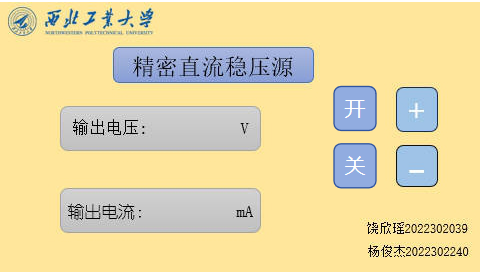 西北工业大学
NORTHWESTERN POLYTECHNICAL UNIVERSITY
精密直流稳压源
输出电压: V
开 +
关 −
输出电流: mA
饶欣瑶2022302039
杨俊杰2022302240